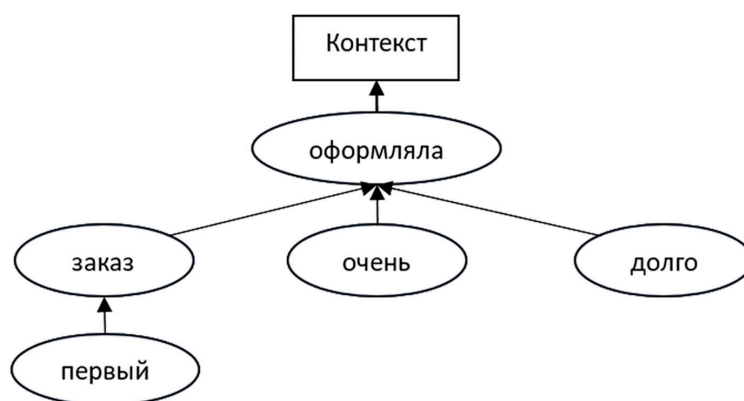 Контекст
оформляла
заказ
очень
долго
первый